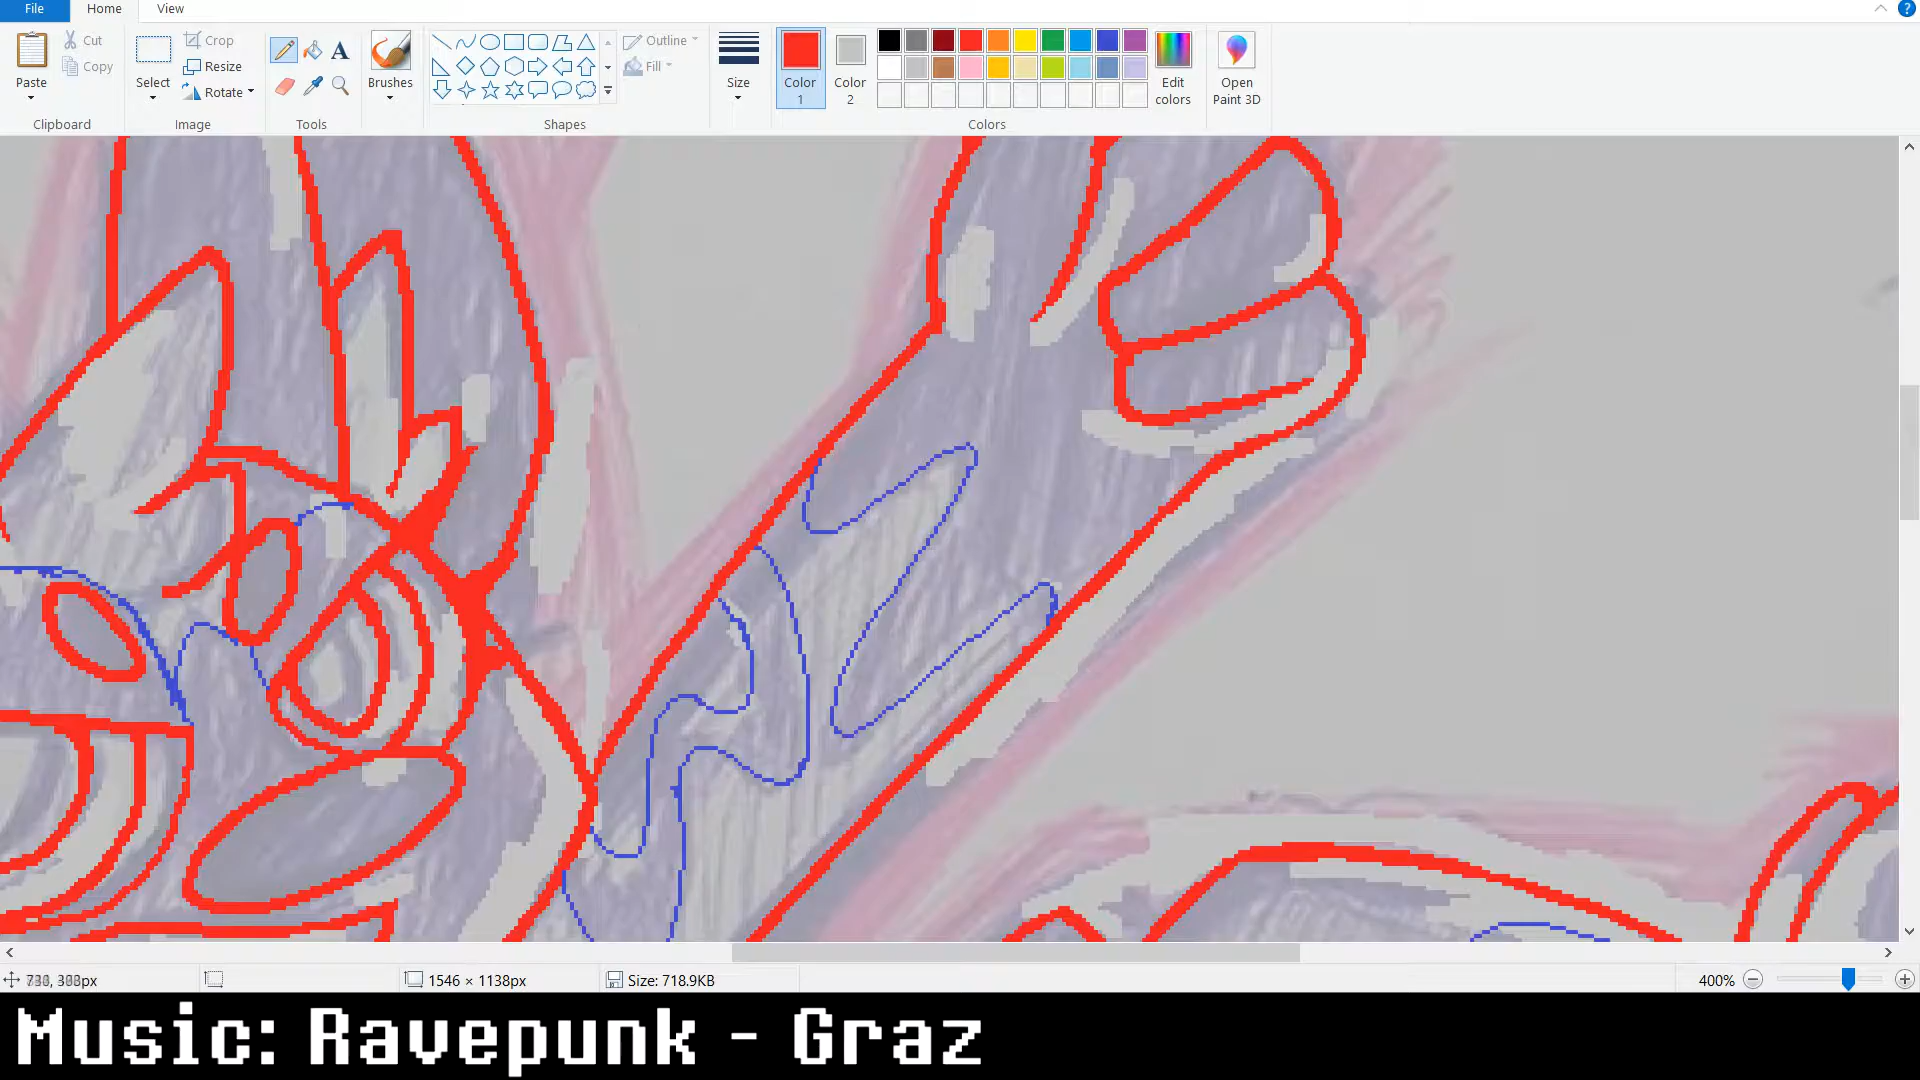 File
Home
View
Paste
Cut
Copy
Clipboard
Select
Crop
Resize
Rotate
Image
Tools
Brushes
Outline
Fill
Shapes
Size
Color
1
Color
2
Edit
colors
Open
Paint 3D
Colors
1546 × 1138px
Size: 718.9KB
400%
Music: Ravepunk - Graz